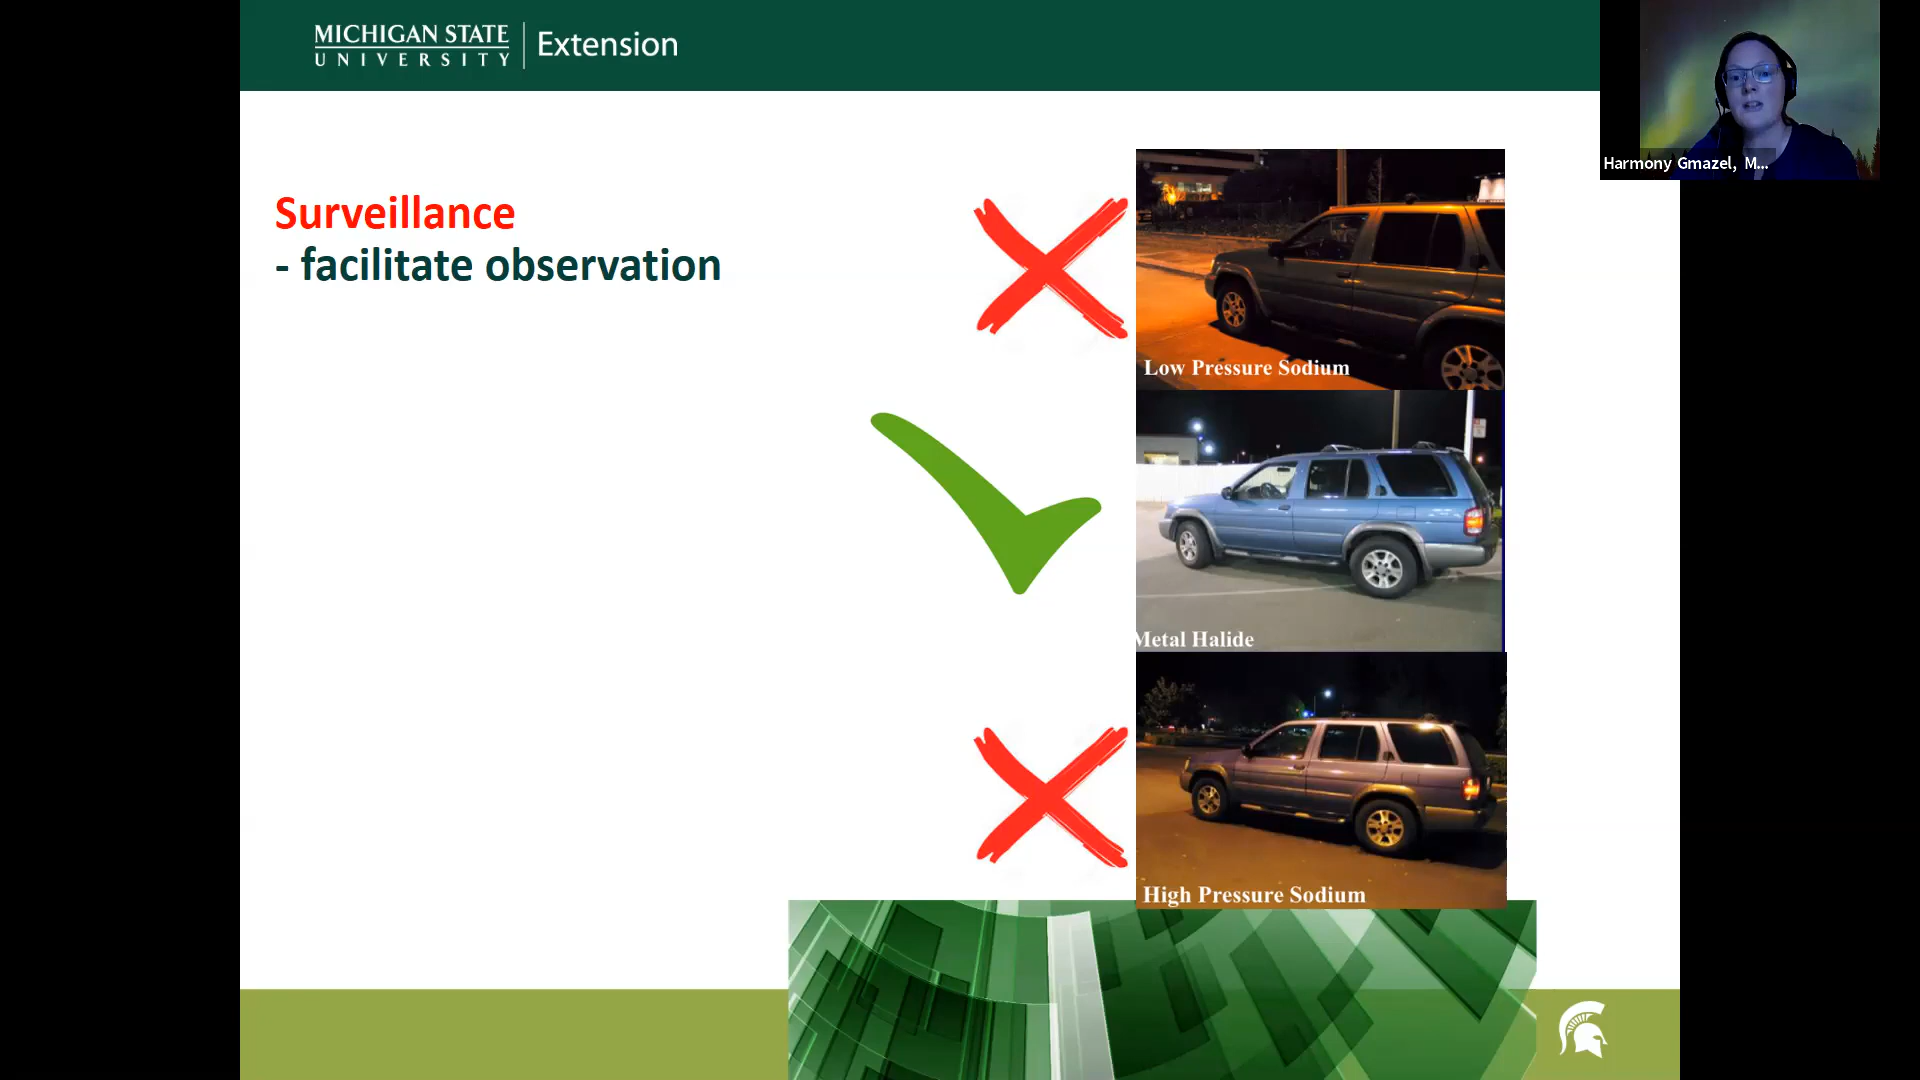 MICHIGAN STATE
UNIVERSITY
Extension
Harmony Gmazel, M...
Surveillance
- facilitate observation
Low Pressure Sodium
Metal Halide
High Pressure Sodium